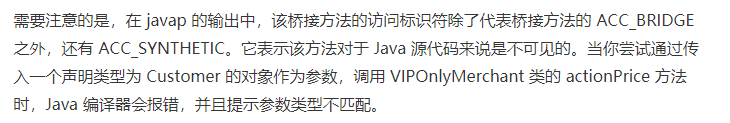 需要注意的是，在 javap 的输出中，该桥接方法的访问标识符除了代表桥接方法的 ACC_BRIDGE
之外，还有 ACC_SYNTHETIC。它表示该方法对于 Java 源代码来说是不可见的。当你尝试通过传
入一个声明类型为 Customer 的对象作为参数，调用 VIPOnlyMerchant 类的 actionPrice 方法
时，Java 编译器会报错，并且提示参数类型不匹配。